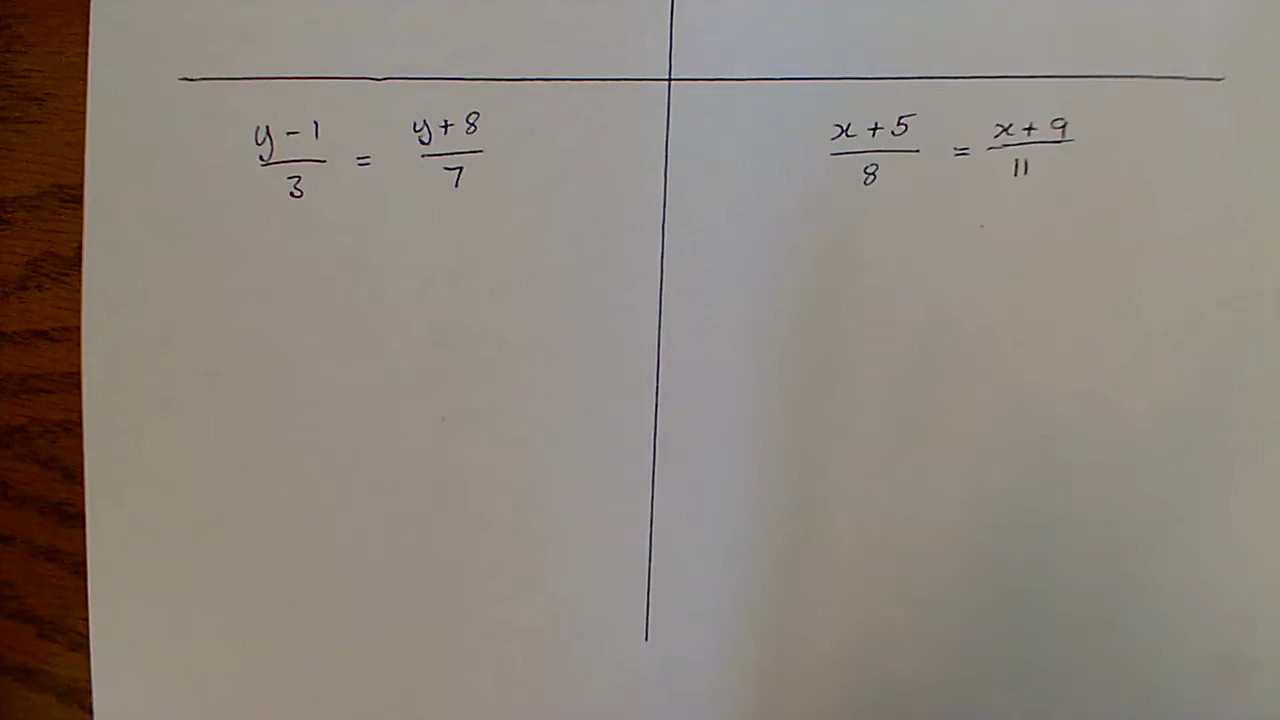 y - 1 / 3 = y + 8 / 7
x + 5 / 8 = x + 9 / 11